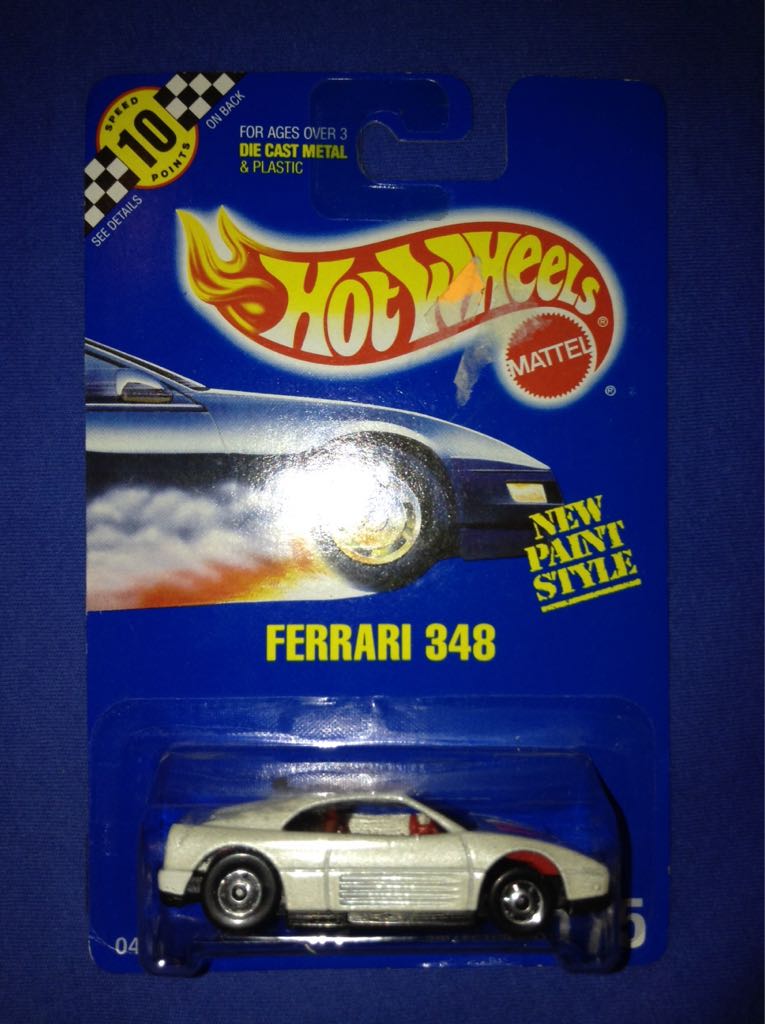 SPEED
10
POINTS
SEE DETAILS
ON BACK
FOR AGES OVER 3
DIE CAST METAL
& PLASTIC
HOT WHEELS ®
MATTEL ®
NEW
PAINT
STYLE
FERRARI 348
04